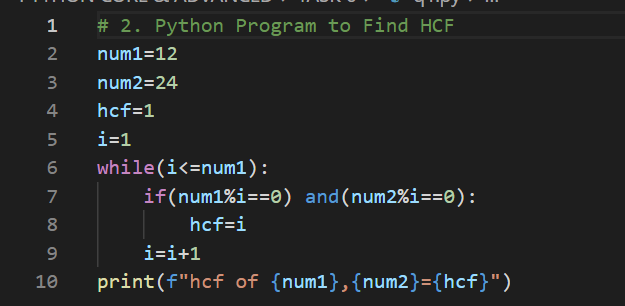 1 # 2. Python Program to Find HCF
2 num1=12
3 num2=24
4 hcf=1
5 i=1
6 while(i<=num1):
7     if(num1%i==0) and(num2%i==0):
8         hcf=i
9     i=i+1
10 print(f"hcf of {num1},{num2}={hcf}")